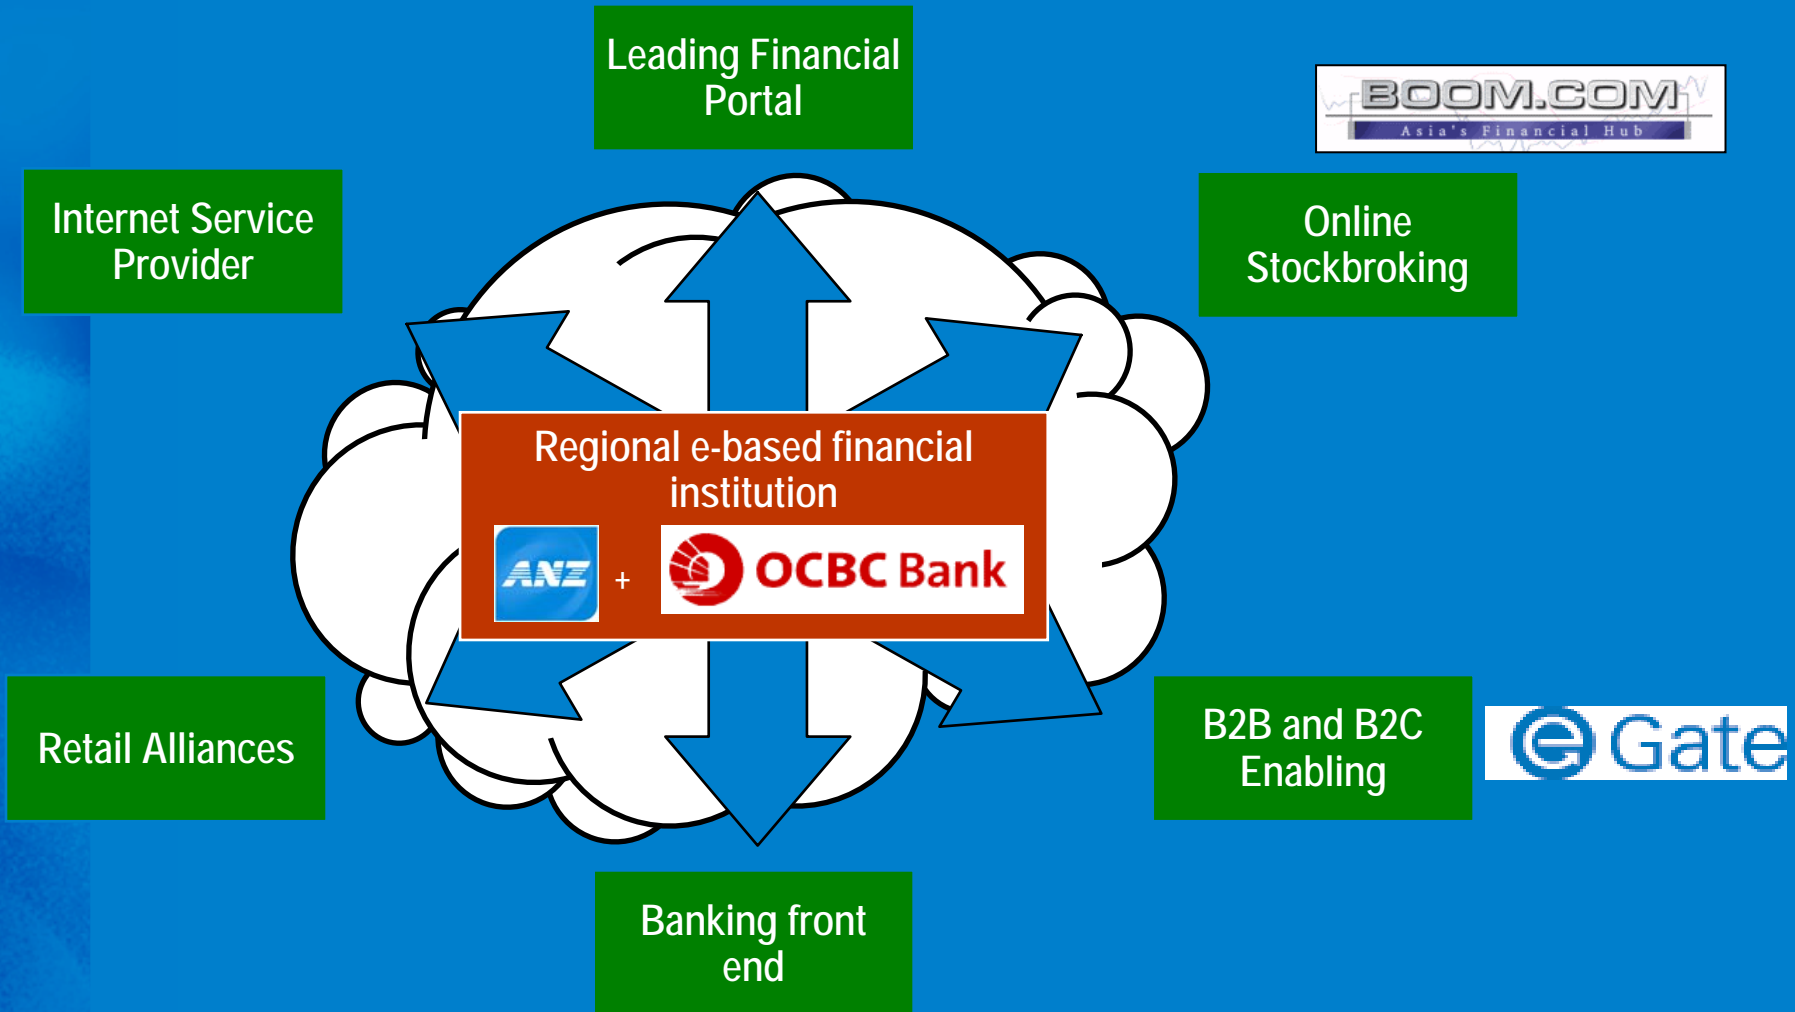 Leading Financial
Portal
BOOM.COM
Asia's Financial Hub
Internet Service
Provider
Online
Stockbroking
Regional e-based financial
institution
ANZ + OCBC Bank
Retail Alliances
B2B and B2C
Enabling
e Gate
Banking front
end